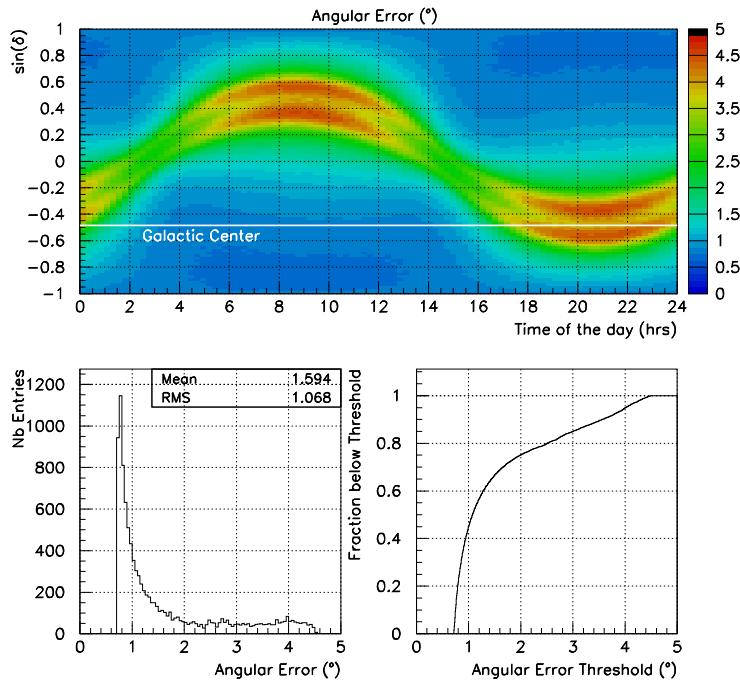 Angular Error (°)
sin(δ)
1
0.8
0.6
0.4
0.2
0
−0.2
−0.4
−0.6
−0.8
−1
Galactic Center
0 2 4 6 8 10 12 14 16 18 20 22 24
Time of the day (hrs)
5
4.5
4
3.5
3
2.5
2
1.5
1
0.5
0
Nb Entries
1200
1000
800
600
400
200
0
Mean 1.594
RMS 1.068
0 1 2 3 4 5
Angular Error (°)
Fraction below Threshold
1
0.8
0.6
0.4
0.2
0
0 1 2 3 4 5
Angular Error Threshold (°)